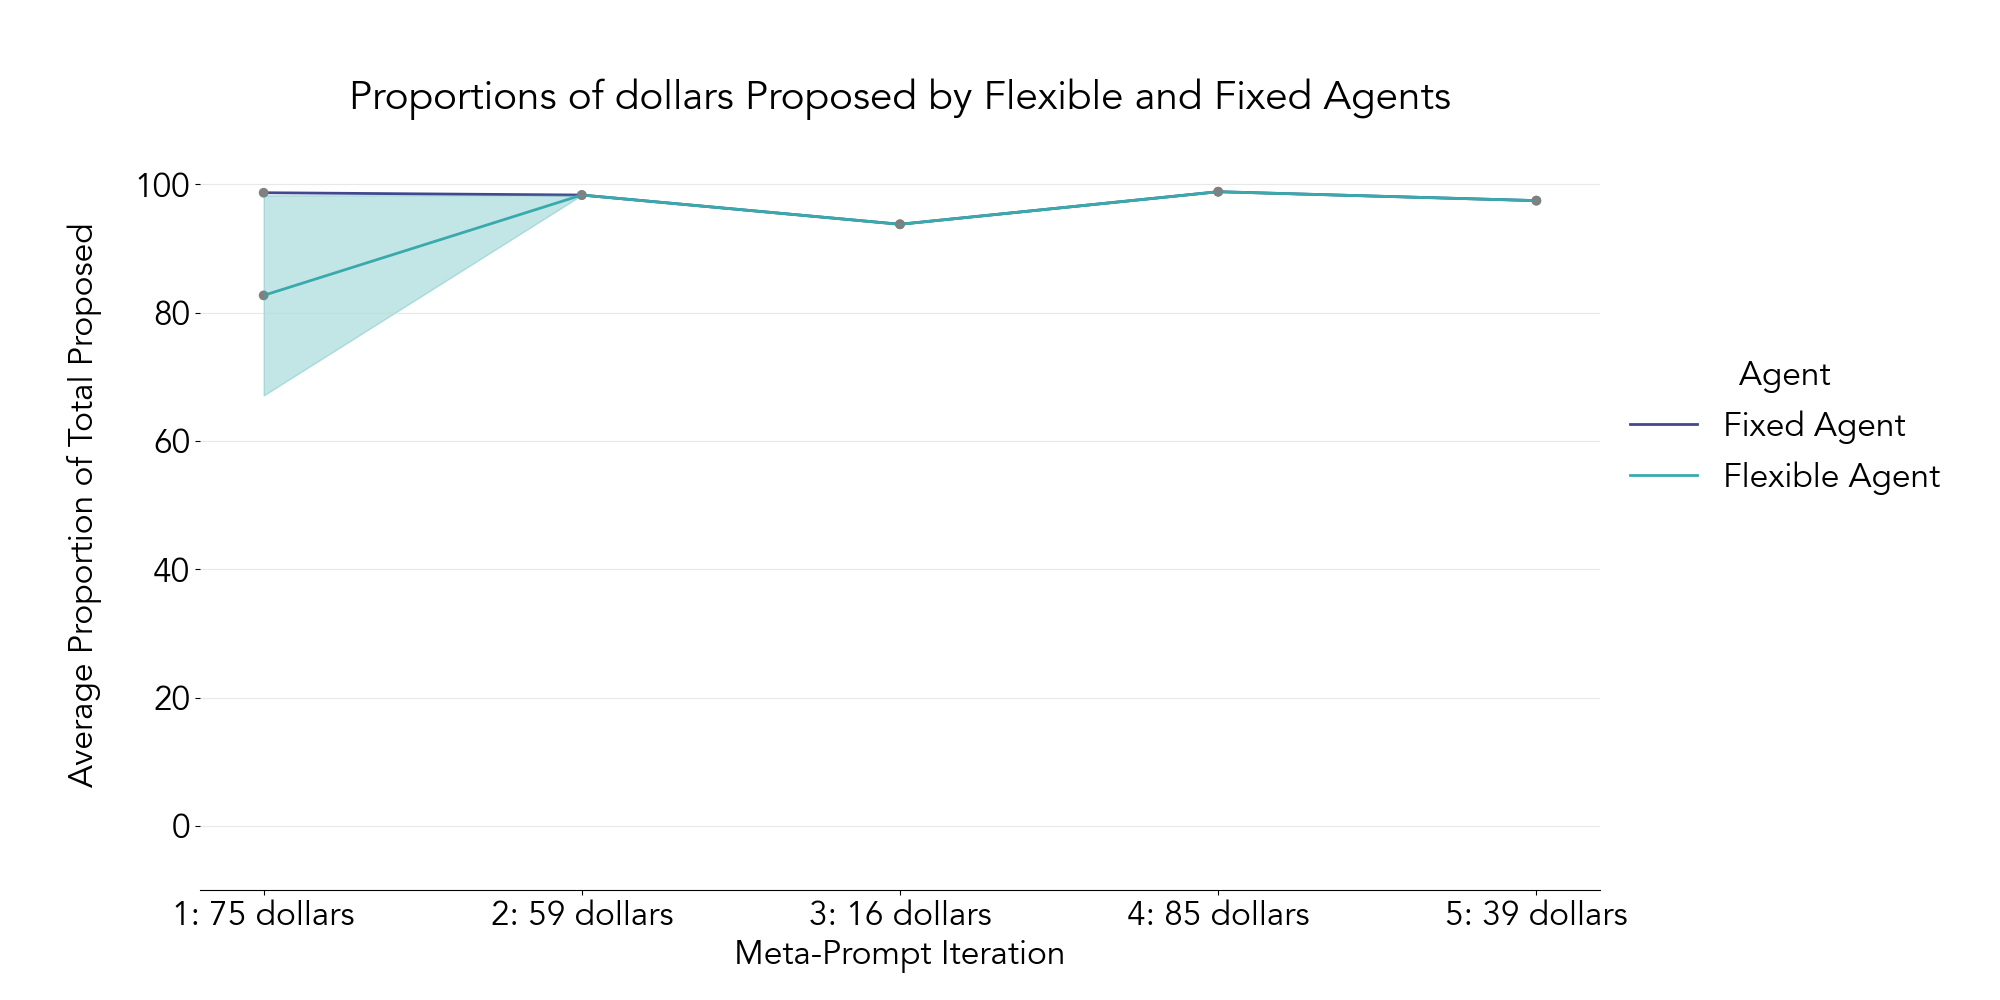 Proportions of dollars Proposed by Flexible and Fixed Agents
Average Proportion of Total Proposed
100
80
60
40
20
0
1: 75 dollars
2: 59 dollars
3: 16 dollars
4: 85 dollars
5: 39 dollars
Meta-Prompt Iteration
Agent
Fixed Agent
Flexible Agent